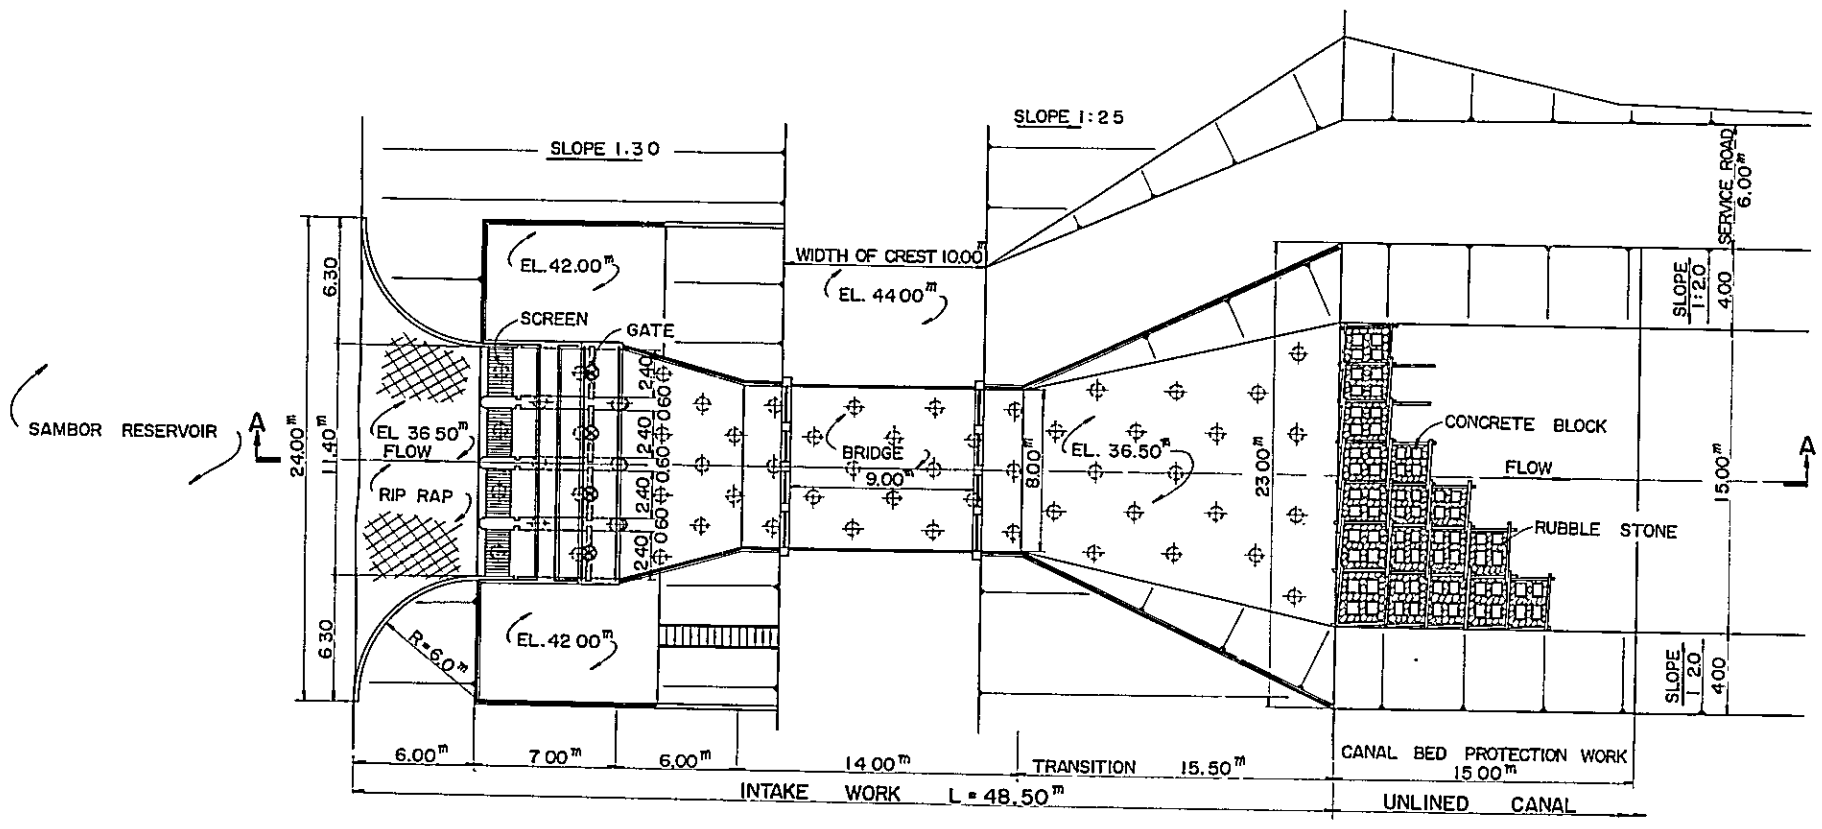 SLOPE 1:25
SLOPE 1.30
SERVICE ROAD
6.00m
WIDTH OF CREST 10.00m
EL. 42.00m
EL. 44 00m
6.30
SLOPE
1:2.0
4.00
SCREEN
GATE
2.40
0.60
2.40
0.60
2.40
0.60
2.40
SAMBOR RESERVOIR
A
24.00m
11.40m
EL 36 50m
FLOW
RIP RAP
BRIDGE
9.00m
8.00m
EL. 36.50m
23 00m
CONCRETE BLOCK
FLOW
A
15.00m
RUBBLE STONE
6.30
R=6.0m
EL. 42 00m
SLOPE
1 2.0
4.00
6.00m
7 00m
6,00m
14 00m
TRANSITION 15.50m
CANAL BED PROTECTION WORK
15 00m
INTAKE WORK L = 48.50m
UNLINED CANAL